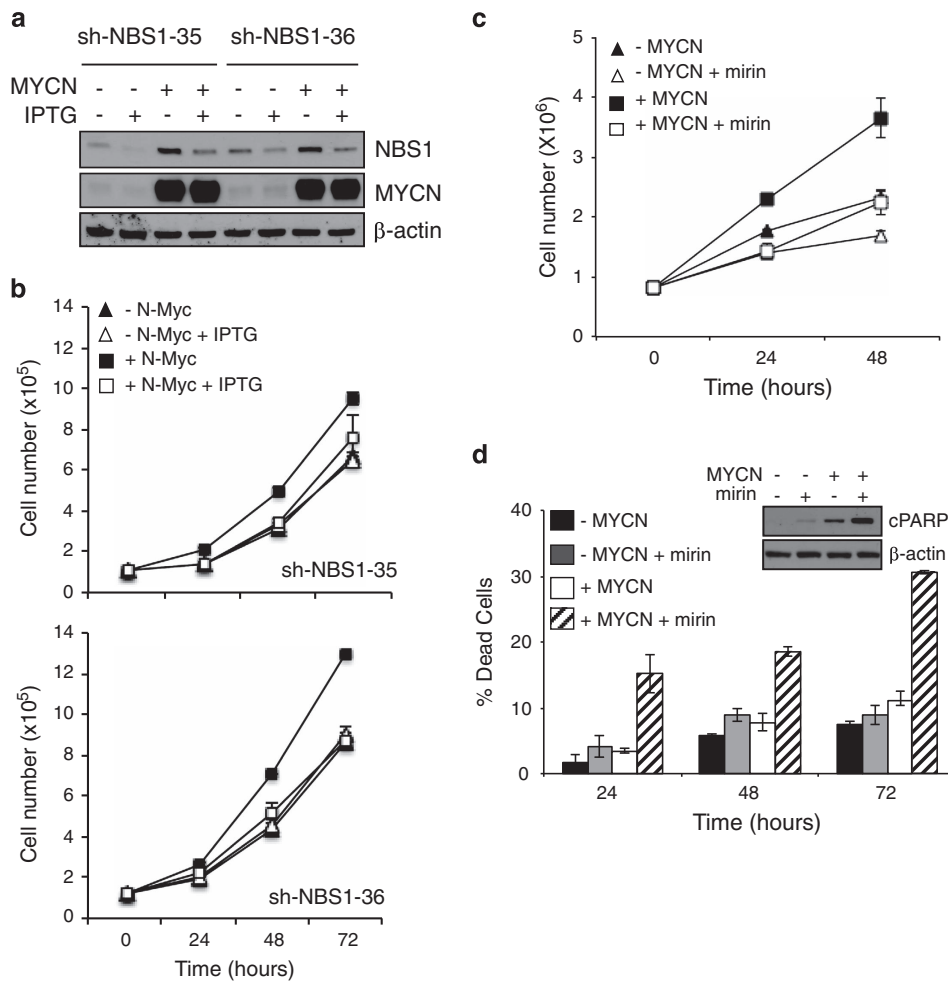 a
sh-NBS1-35 sh-NBS1-36
MYCN - - + + - - + +
IPTG - + - + - + - +
NBS1
MYCN
β-actin
b
14
12
10
8
6
4
2
0
Cell number (x10⁵)
- N-Myc
- N-Myc + IPTG
+ N-Myc
+ N-Myc + IPTG
sh-NBS1-35
14
12
10
8
6
4
2
0
Cell number (x10⁵)
sh-NBS1-36
0 24 48 72
Time (hours)
c
5
4
3
2
1
0
Cell number (X10⁶)
- MYCN
- MYCN + mirin
+ MYCN
+ MYCN + mirin
0 24 48
Time (hours)
d
MYCN - - + +
mirin - + - +
cPARP
β-actin
40
30
20
10
0
% Dead Cells
- MYCN
- MYCN + mirin
+ MYCN
+ MYCN + mirin
24 48 72
Time (hours)